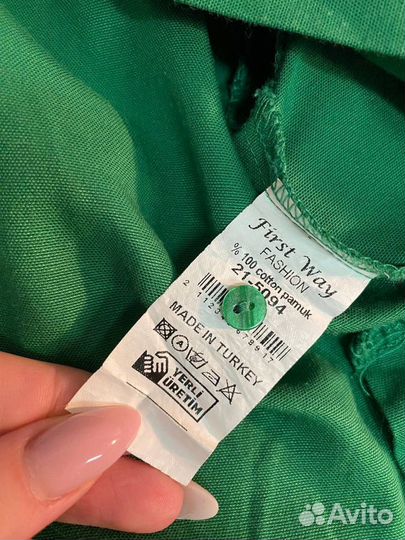 First Way
FASHION
% 100 cotton pamuk
21-5094
MADE IN TURKEY
A
YERLİ
ÜRETİM
Avito